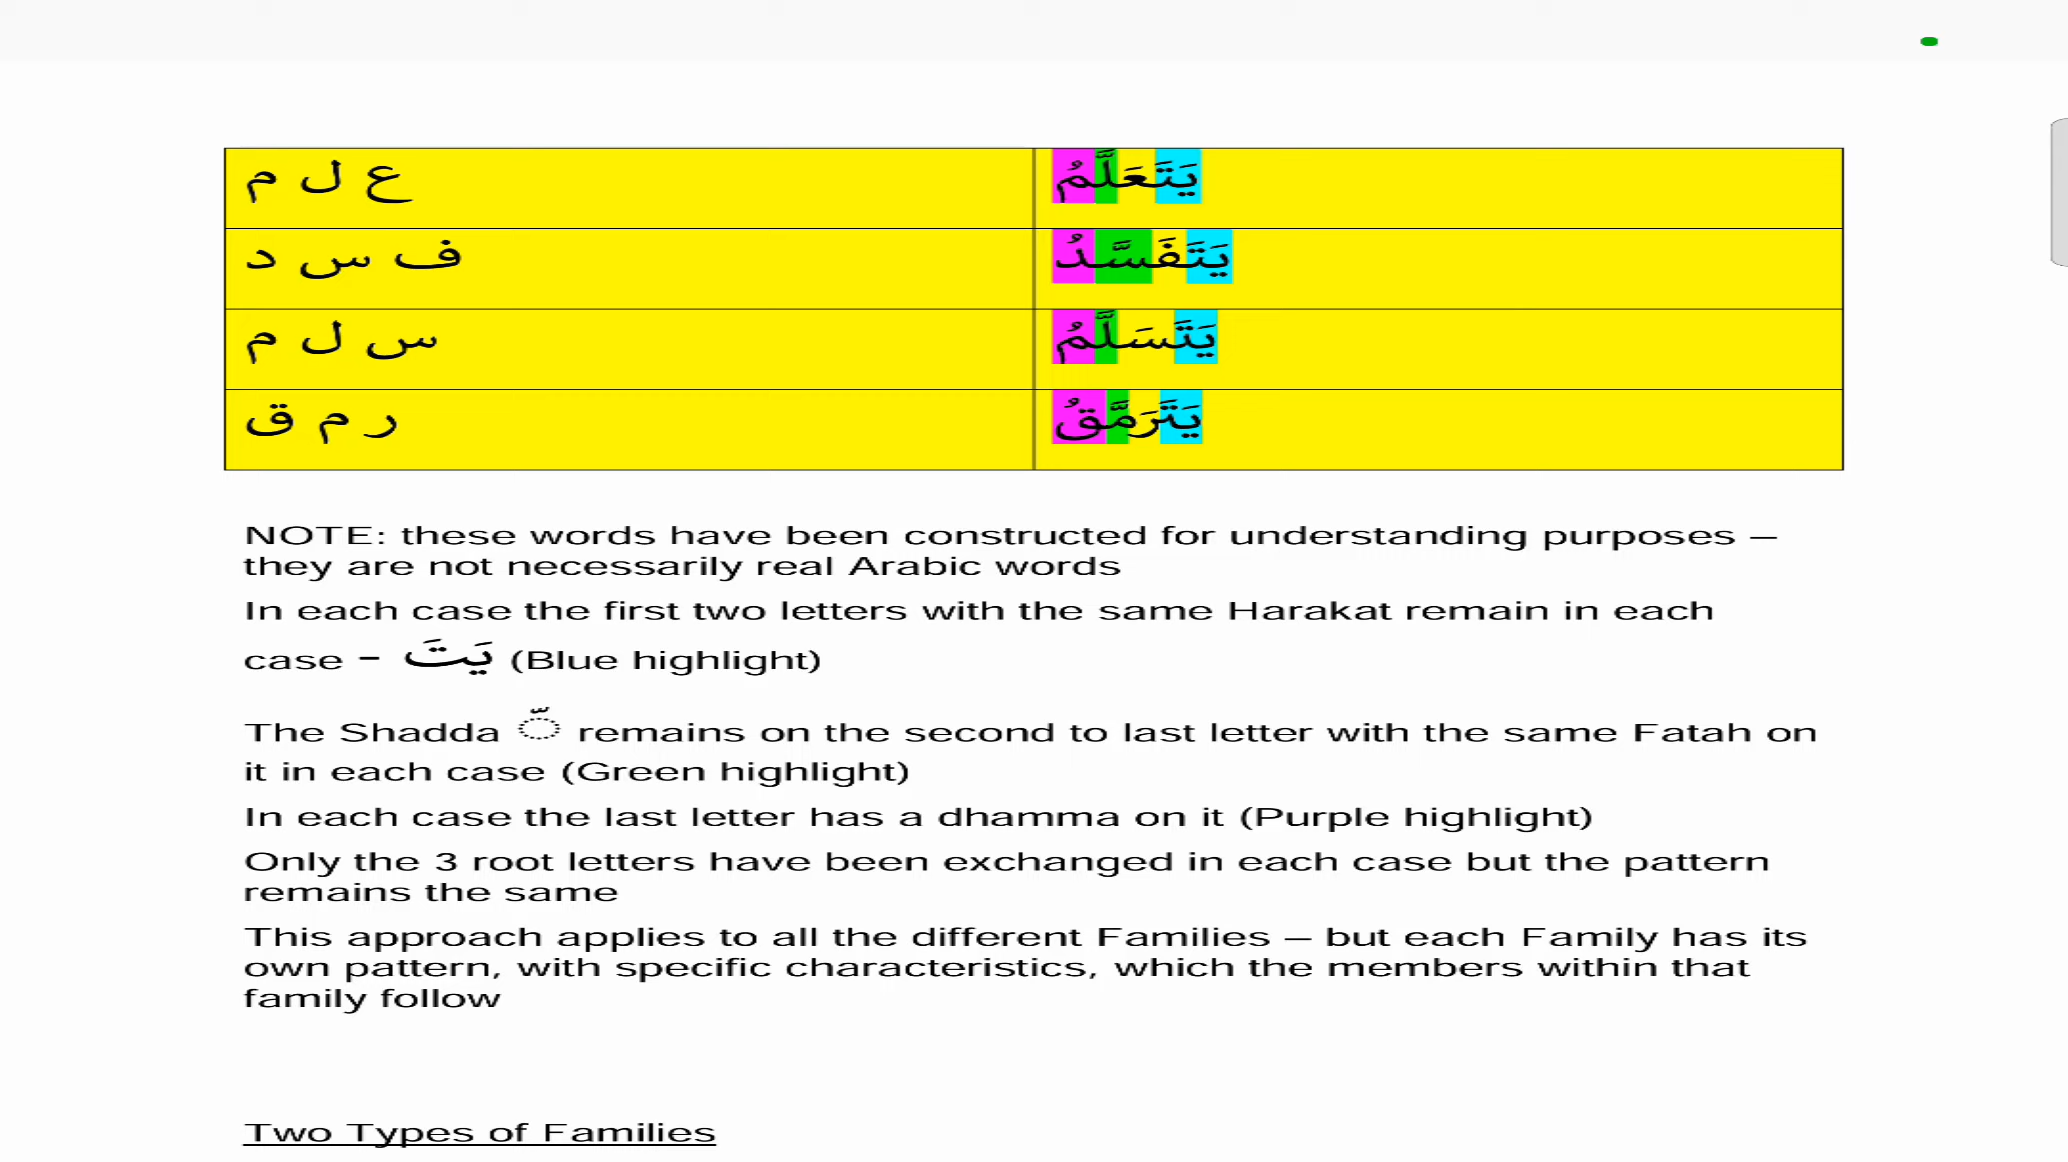 ع ل م يَتَعَلَّمُ
ف س د يَتَفَسَّدُ
س ل م يَتَسَلَّمُ
ر م ق يَتَرَمَّقُ
NOTE: these words have been constructed for understanding purposes –
they are not necessarily real Arabic words
In each case the first two letters with the same Harakat remain in each
case - يَتَ (Blue highlight)
The Shadda ◌ّ remains on the second to last letter with the same Fatah on
it in each case (Green highlight)
In each case the last letter has a dhamma on it (Purple highlight)
Only the 3 root letters have been exchanged in each case but the pattern
remains the same
This approach applies to all the different Families – but each Family has its
own pattern, with specific characteristics, which the members within that
family follow
Two Types of Families